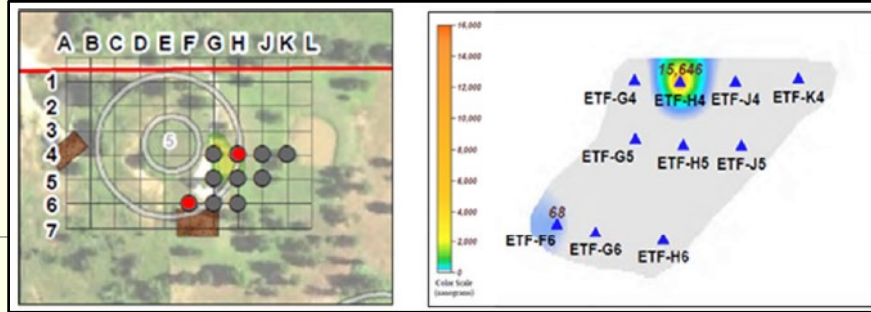 A B C D E F G H J K L
1
2
3
4
5
6
7
5
16,000
14,000
12,000
10,000
8,000
6,000
4,000
2,000
0
Color Scale
(nanograms)
15,646
ETF-G4
ETF-H4
ETF-J4
ETF-K4
ETF-G5
ETF-H5
ETF-J5
68
ETF-F6
ETF-G6
ETF-H6